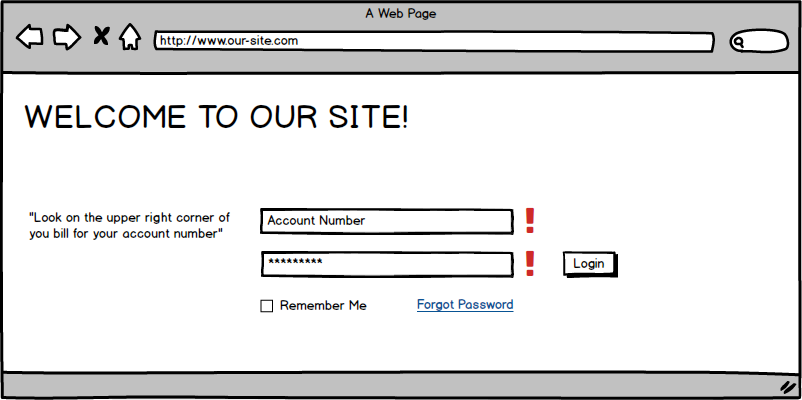 A Web Page
http://www.our-site.com
WELCOME TO OUR SITE!
"Look on the upper right corner of
you bill for your account number"
Account Number
!
*********
!
Login
Remember Me
Forgot Password